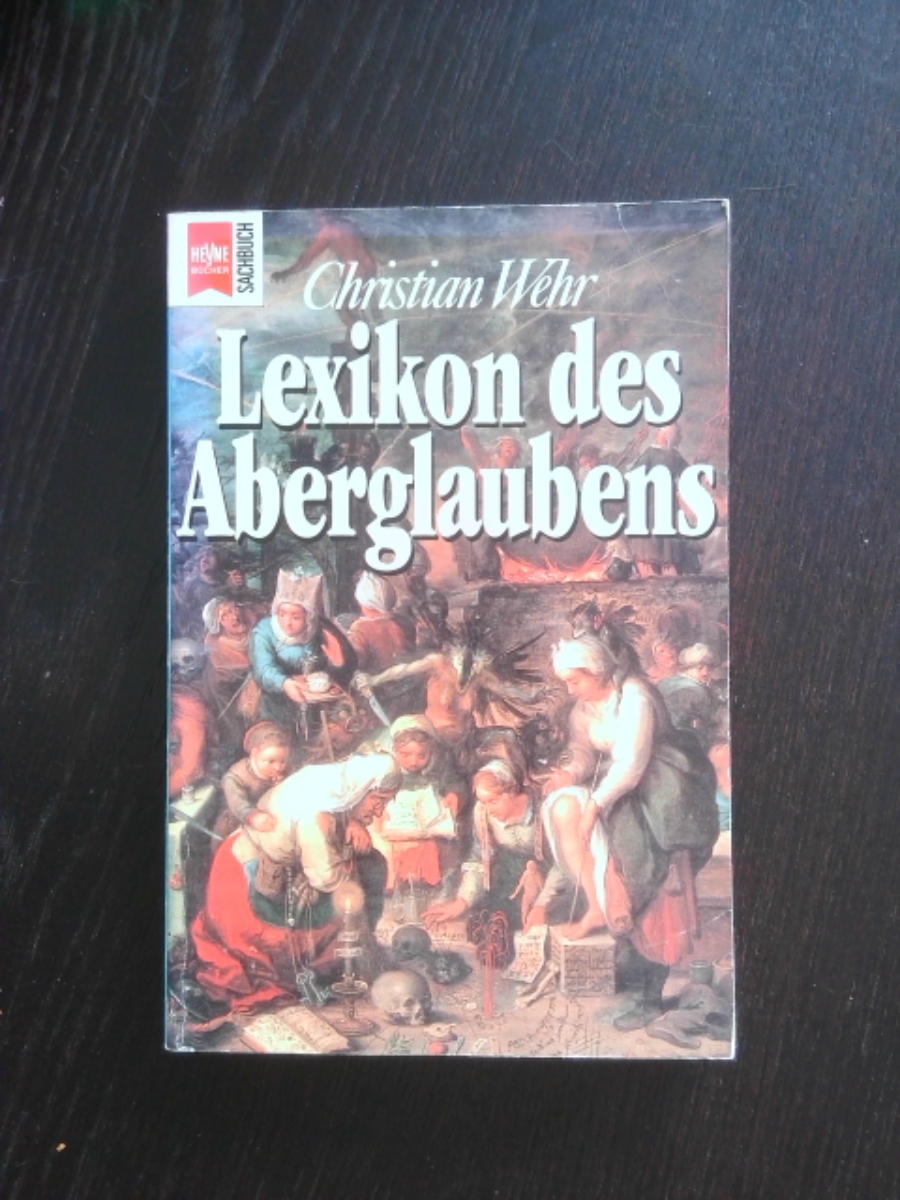 HEYNE
BÜCHER
SACHBUCH
Christian Wehr
Lexikon des
Aberglaubens